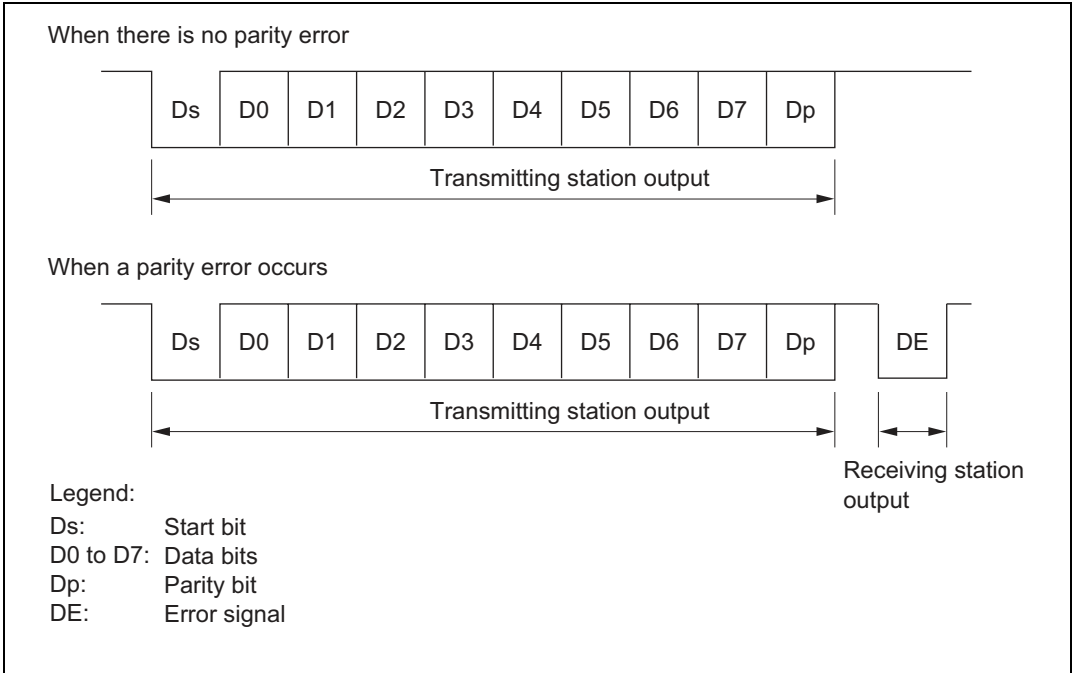 When there is no parity error
Ds D0 D1 D2 D3 D4 D5 D6 D7 Dp
Transmitting station output
When a parity error occurs
Ds D0 D1 D2 D3 D4 D5 D6 D7 Dp DE
Transmitting station output
Receiving station
output
Legend:
Ds: Start bit
D0 to D7: Data bits
Dp: Parity bit
DE: Error signal